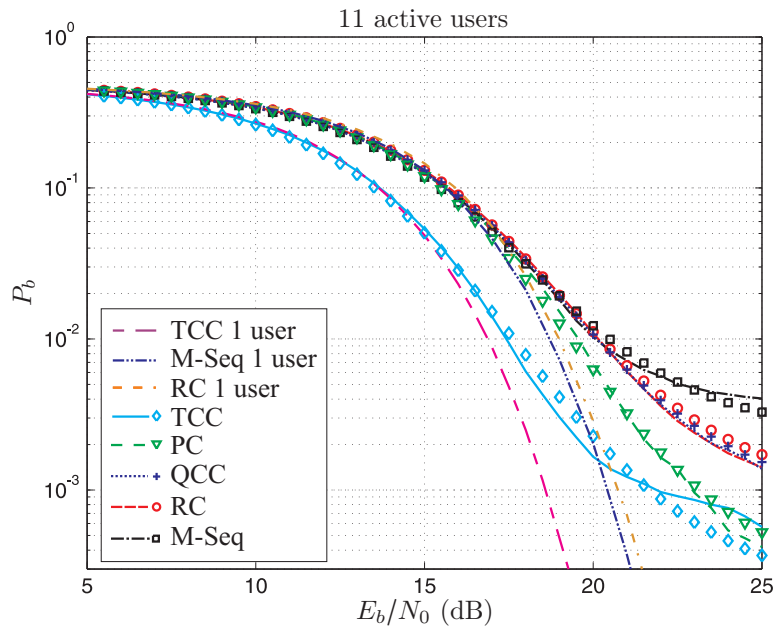 11 active users
10^0
10^-1
10^-2
10^-3
P_b
TCC 1 user
M-Seq 1 user
RC 1 user
TCC
PC
QCC
RC
M-Seq
5 10 15 20 25
E_b/N_0 (dB)